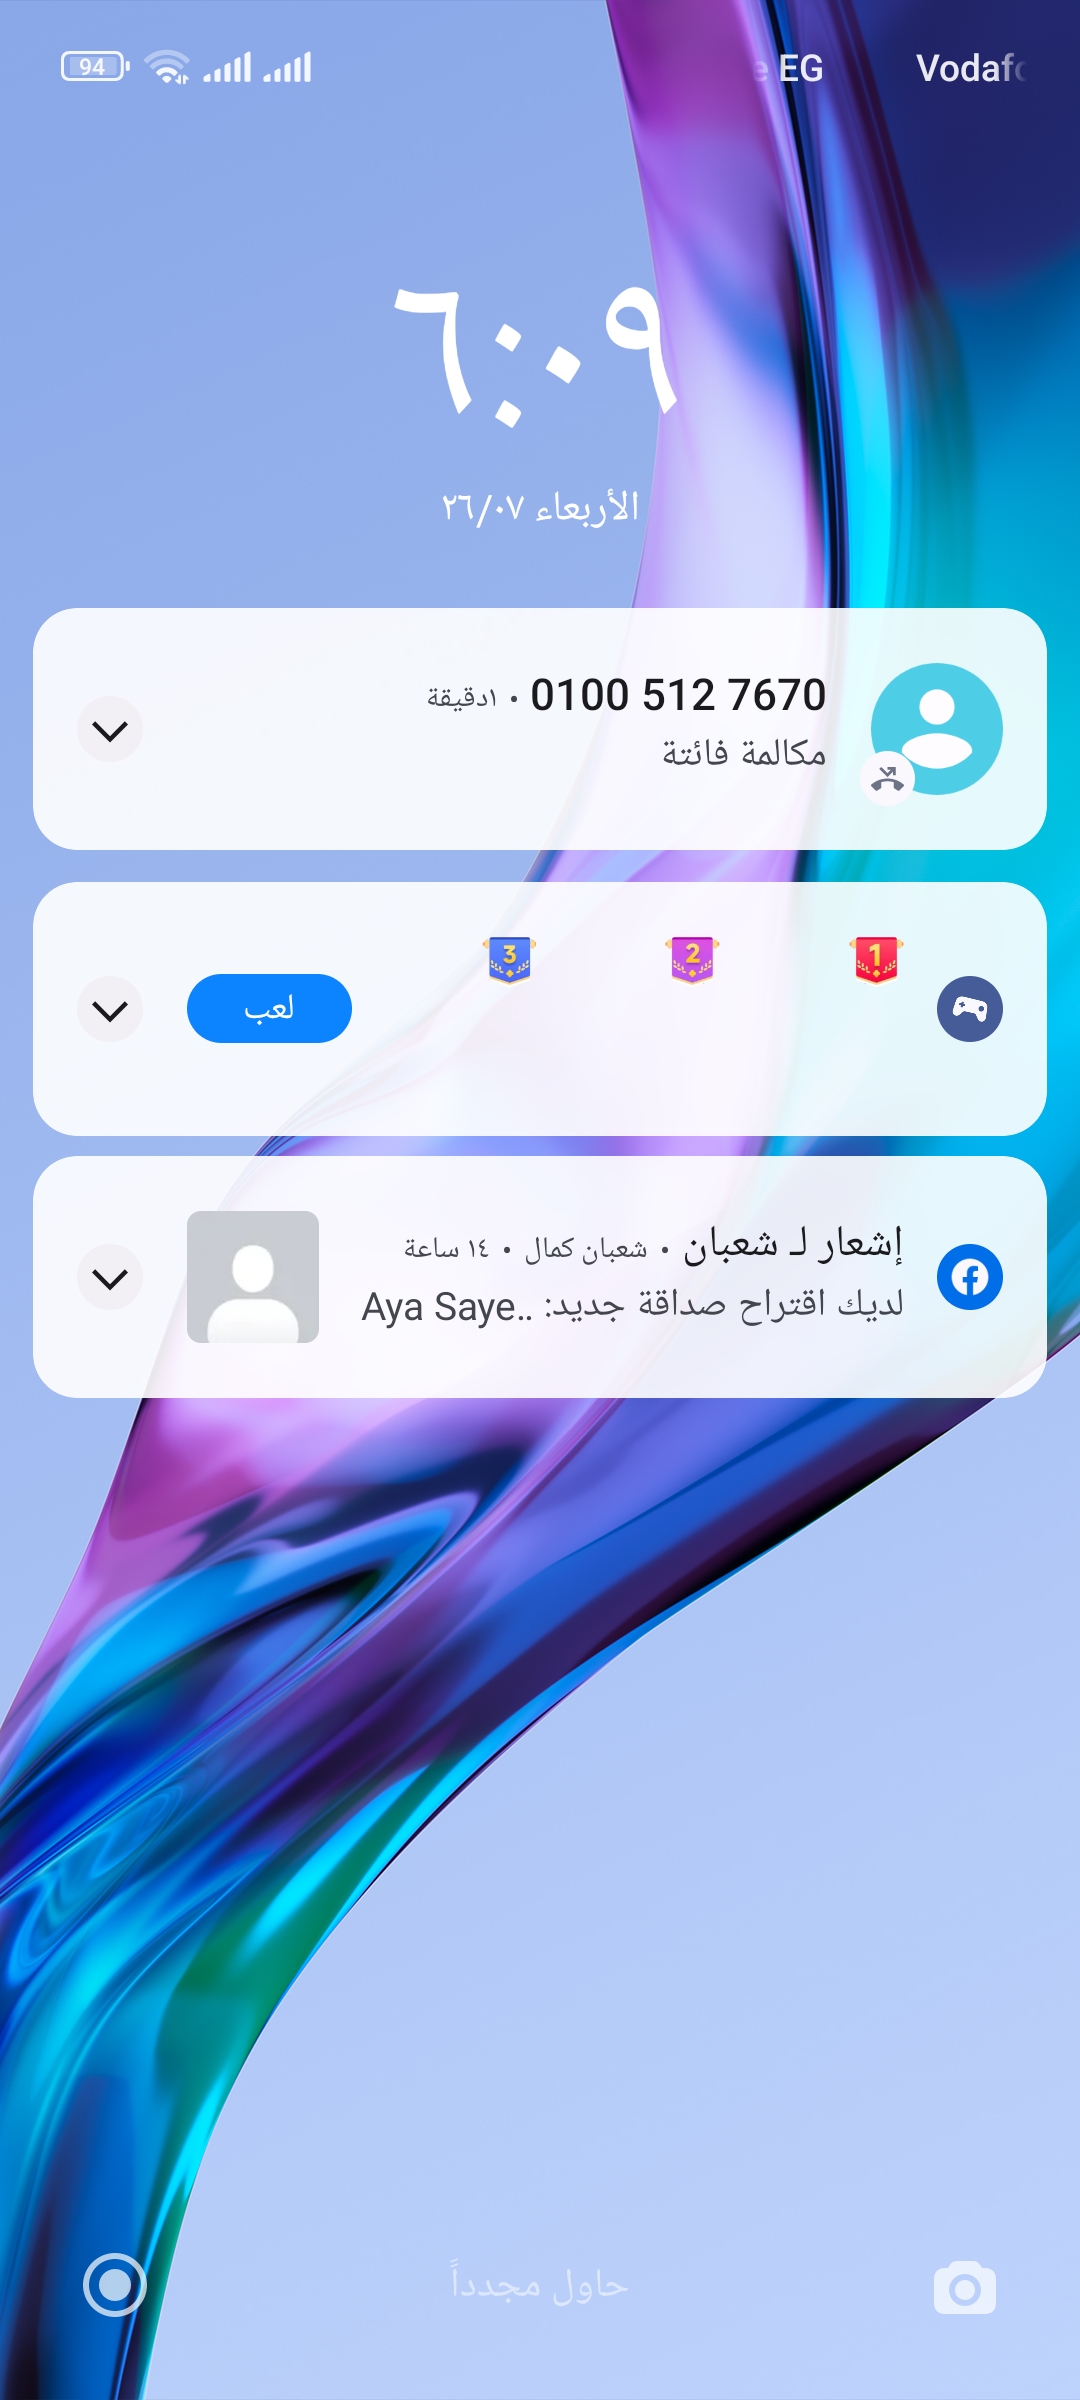 94
EG
Vodaf
٦:٠٩
الأربعاء ٢٦/٠٧
0100 512 7670 • ١دقيقة
مكالمة فائتة
1 2 3
لعب
إشعار لـ شعبان • شعبان كمال • ١٤ ساعة
لديك اقتراح صداقة جديد: Aya Saye..
حاول مجدداً